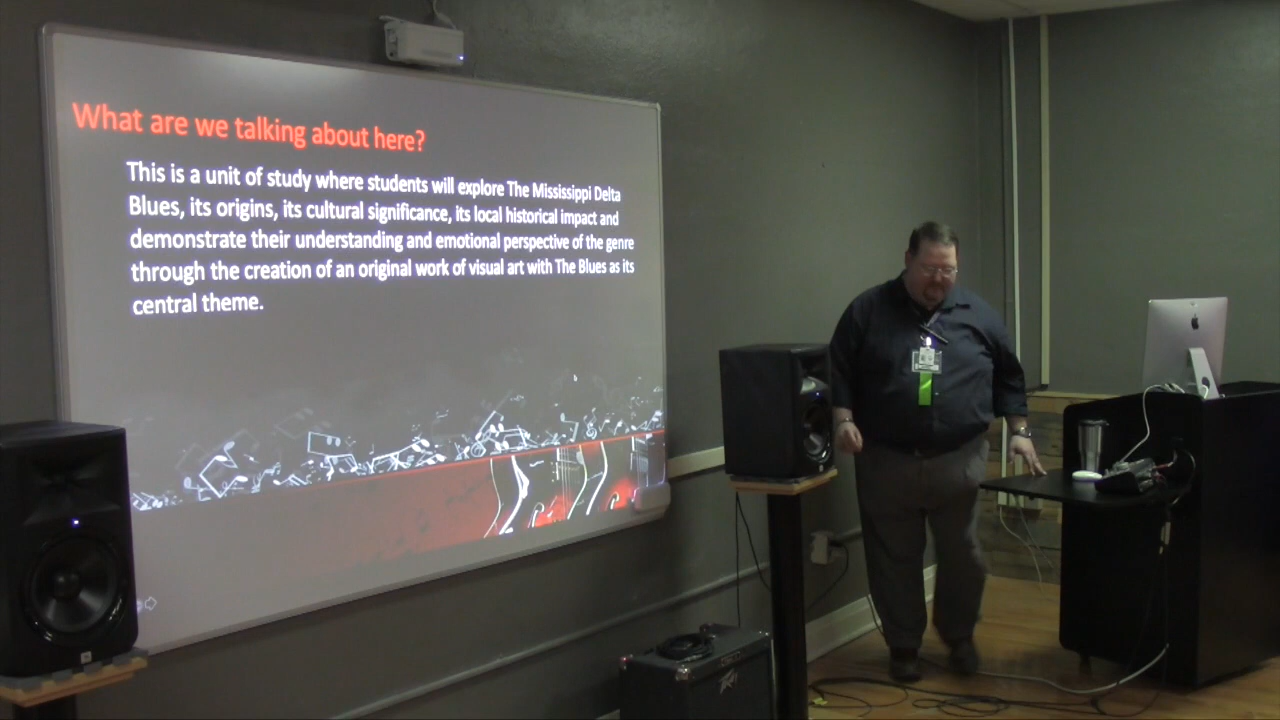 What are we talking about here?
This is a unit of study where students will explore The Mississippi Delta
Blues, its origins, its cultural significance, its local historical impact and
demonstrate their understanding and emotional perspective of the genre
through the creation of an original work of visual art with The Blues as its
central theme.